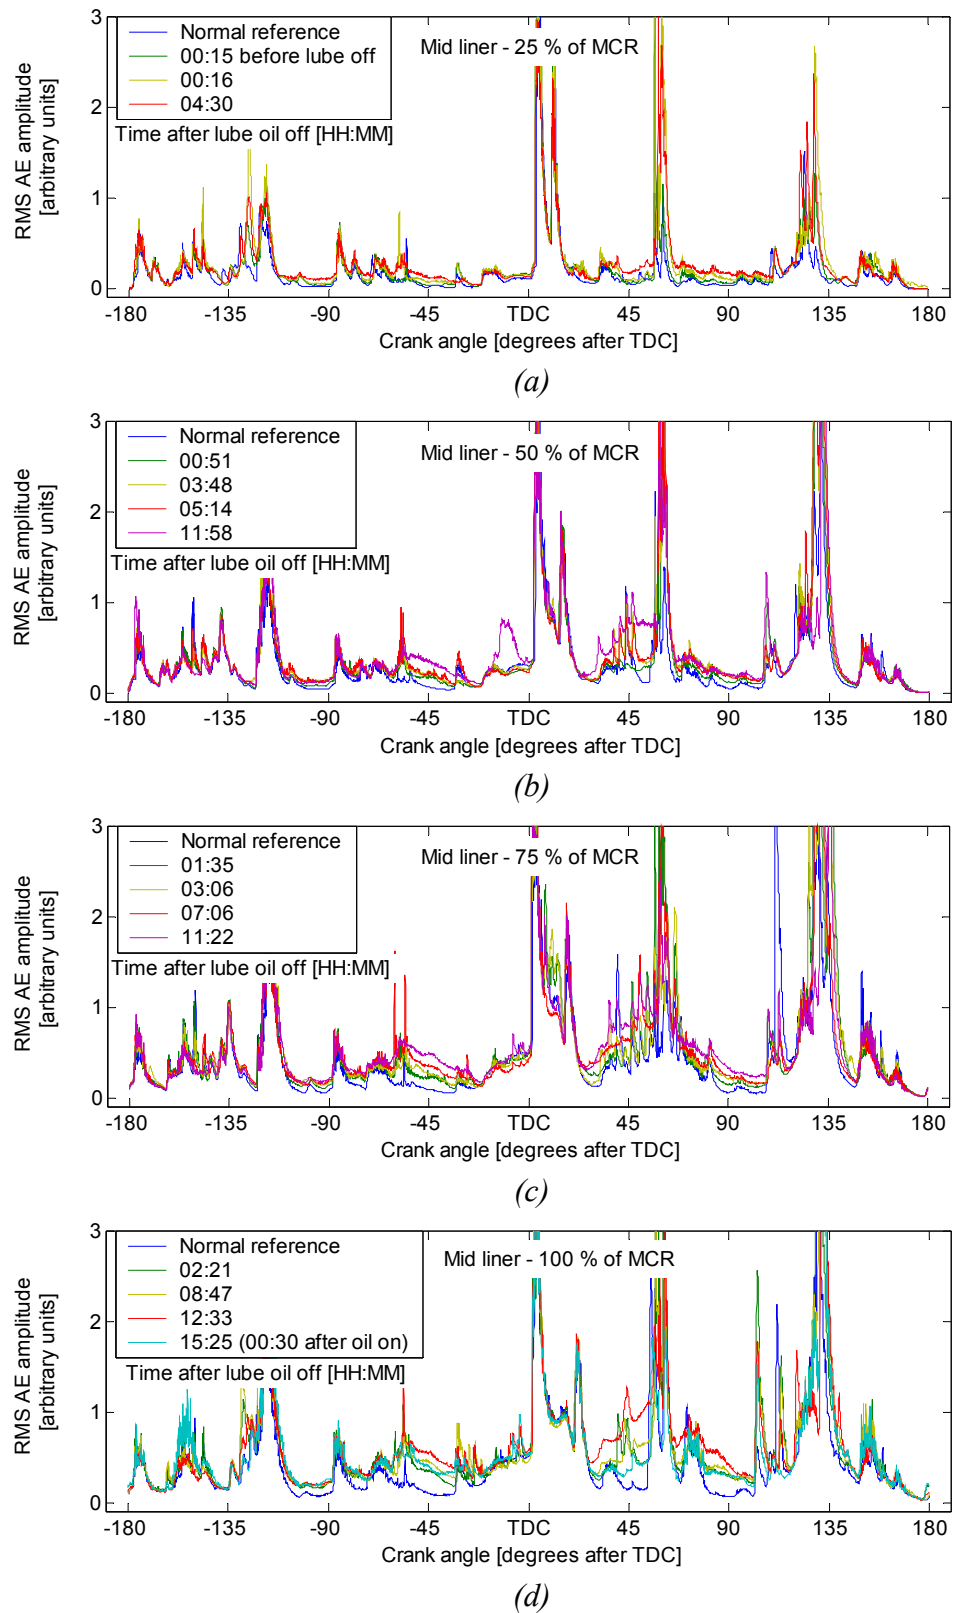 3
2
1
0
RMS AE amplitude
[arbitrary units]
Normal reference
00:15 before lube off
00:16
04:30
Time after lube oil off [HH:MM]
Mid liner - 25 % of MCR
-180 -135 -90 -45 TDC 45 90 135 180
Crank angle [degrees after TDC]
(a)
3
2
1
0
RMS AE amplitude
[arbitrary units]
Normal reference
00:51
03:48
05:14
11:58
Time after lube oil off [HH:MM]
Mid liner - 50 % of MCR
-180 -135 -90 -45 TDC 45 90 135 180
Crank angle [degrees after TDC]
(b)
3
2
1
0
RMS AE amplitude
[arbitrary units]
Normal reference
01:35
03:06
07:06
11:22
Time after lube oil off [HH:MM]
Mid liner - 75 % of MCR
-180 -135 -90 -45 TDC 45 90 135 180
Crank angle [degrees after TDC]
(c)
3
2
1
0
RMS AE amplitude
[arbitrary units]
Normal reference
02:21
08:47
12:33
15:25 (00:30 after oil on)
Time after lube oil off [HH:MM]
Mid liner - 100 % of MCR
-180 -135 -90 -45 TDC 45 90 135 180
Crank angle [degrees after TDC]
(d)